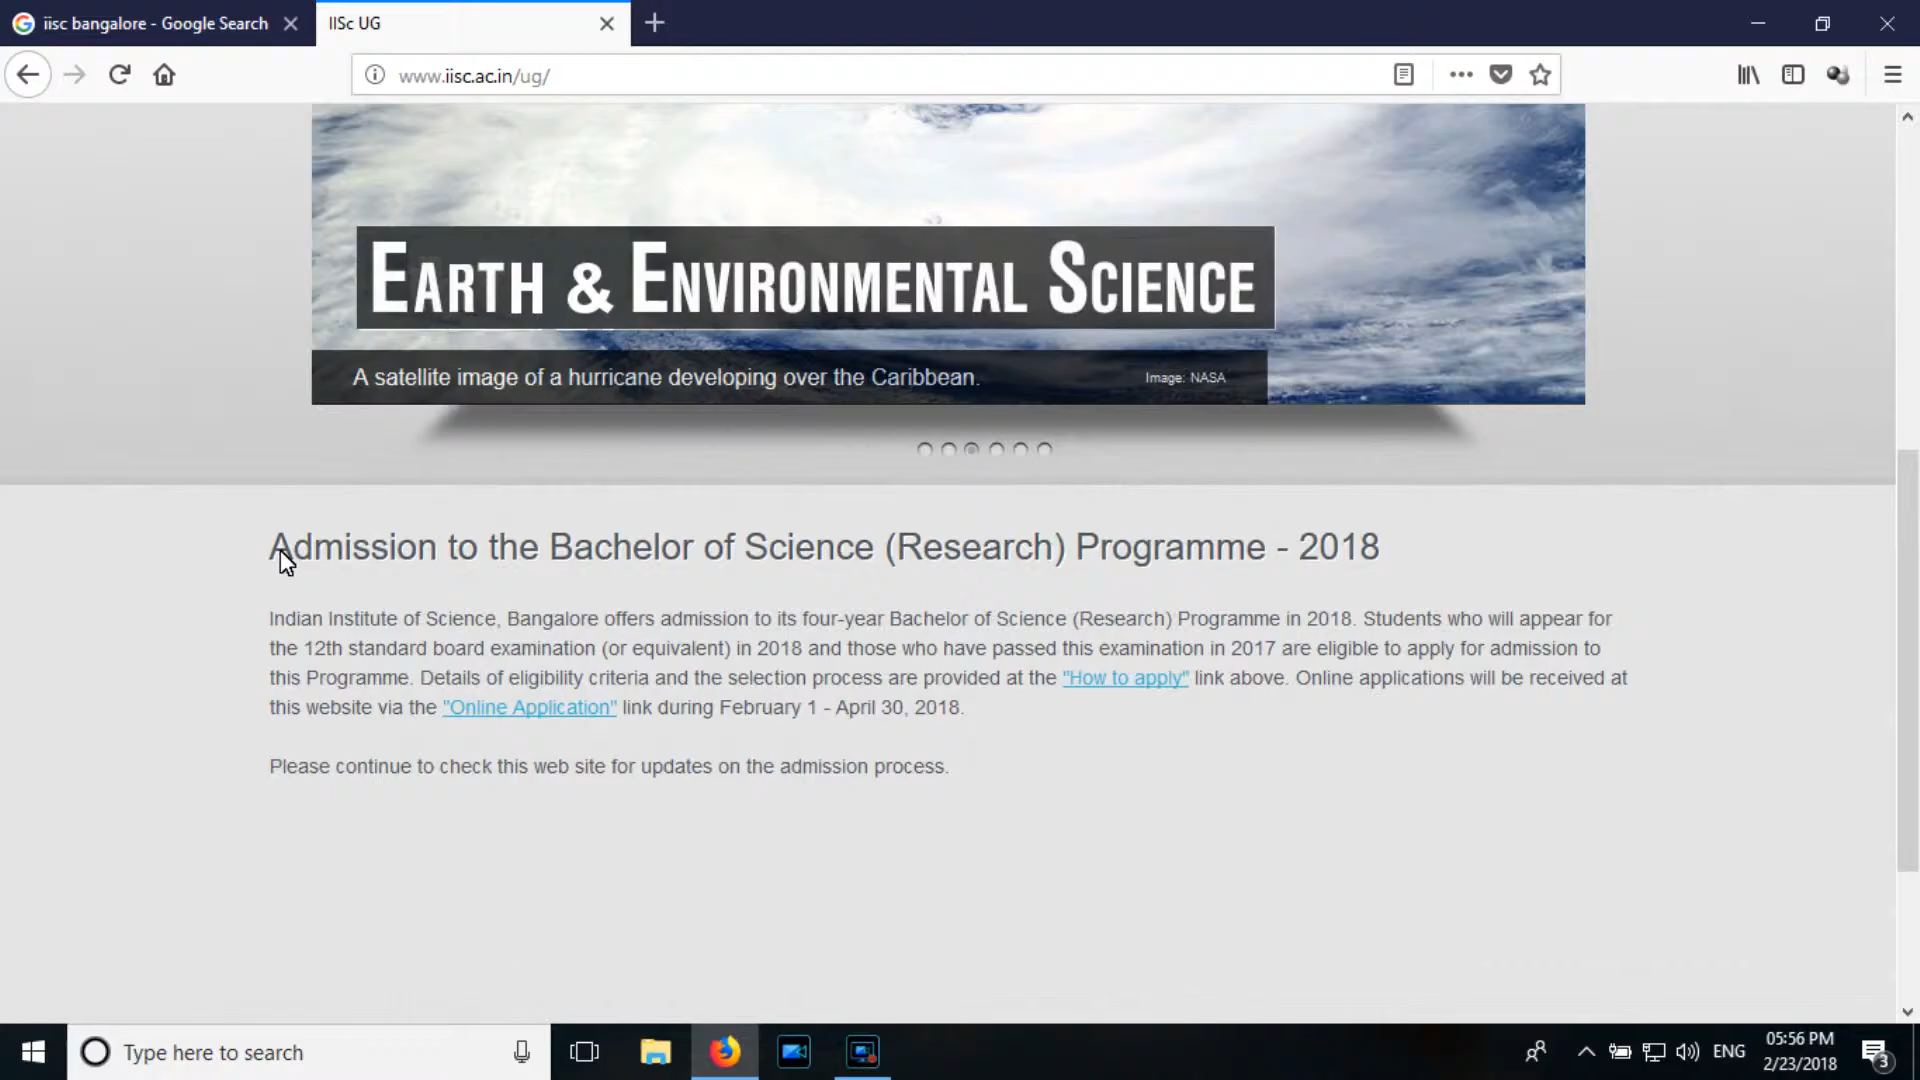 iisc bangalore - Google Search
IISc UG
www.iisc.ac.in/ug/
EARTH & ENVIRONMENTAL SCIENCE
A satellite image of a hurricane developing over the Caribbean.
Image: NASA
Admission to the Bachelor of Science (Research) Programme - 2018
Indian Institute of Science, Bangalore offers admission to its four-year Bachelor of Science (Research) Programme in 2018. Students who will appear for
the 12th standard board examination (or equivalent) in 2018 and those who have passed this examination in 2017 are eligible to apply for admission to
this Programme. Details of eligibility criteria and the selection process are provided at the "How to apply" link above. Online applications will be received at
this website via the "Online Application" link during February 1 - April 30, 2018.
Please continue to check this web site for updates on the admission process.
Type here to search
ENG
05:56 PM
2/23/2018
3